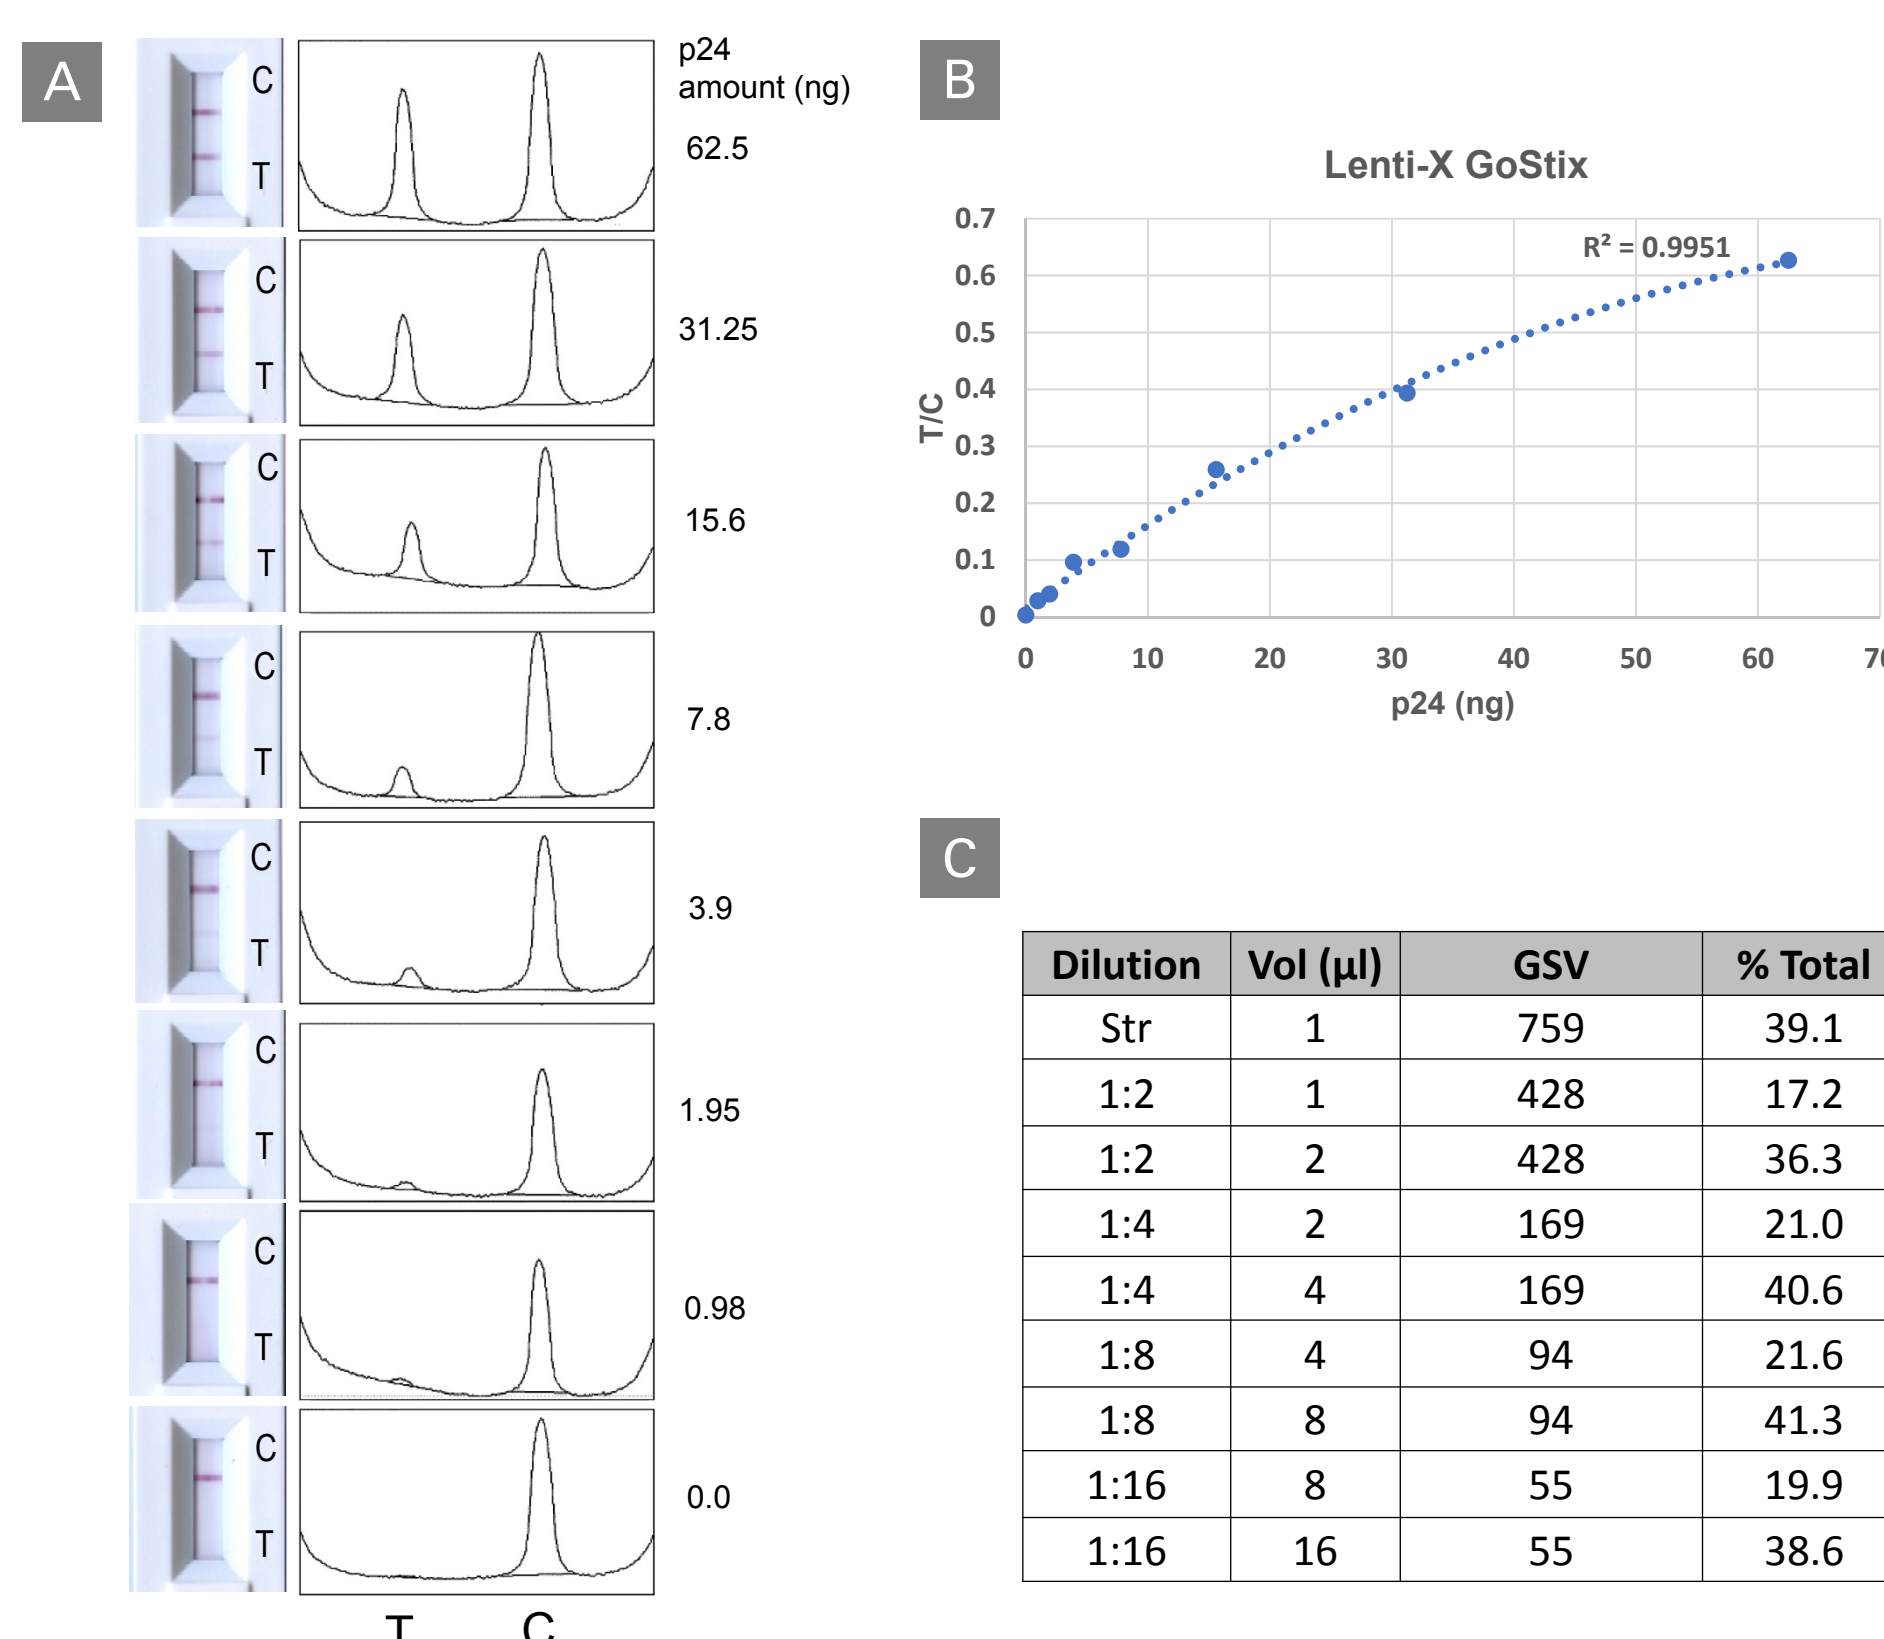 A
p24
amount (ng)
C
T
62.5
C
T
31.25
C
T
15.6
C
T
7.8
C
T
3.9
C
T
1.95
C
T
0.98
C
T
0.0
T C
B
Lenti-X GoStix
R² = 0.9951
T/C
0.7
0.6
0.5
0.4
0.3
0.2
0.1
0
0 10 20 30 40 50 60 70
p24 (ng)
C
Dilution Vol (µl) GSV % Total
Str 1 759 39.1
1:2 1 428 17.2
1:2 2 428 36.3
1:4 2 169 21.0
1:4 4 169 40.6
1:8 4 94 21.6
1:8 8 94 41.3
1:16 8 55 19.9
1:16 16 55 38.6